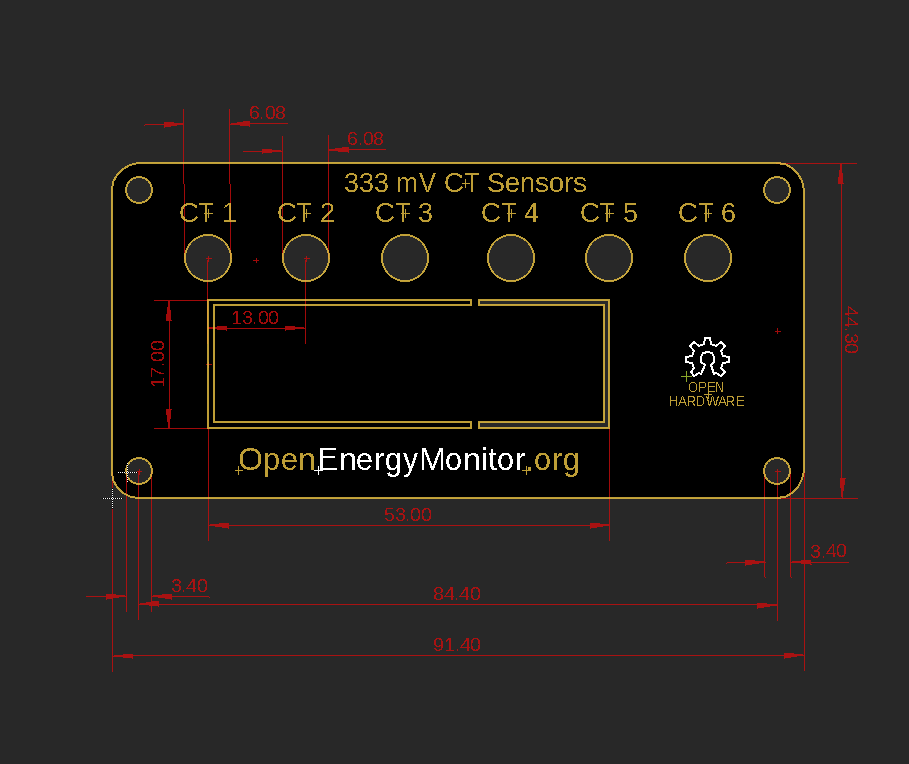 6.08
6.08
333 mV CT Sensors
CT 1 CT 2 CT 3 CT 4 CT 5 CT 6
13.00
17.00
44.30
OPEN
HARDWARE
OpenEnergyMonitor.org
53.00
3.40
3.40
84.40
91.40